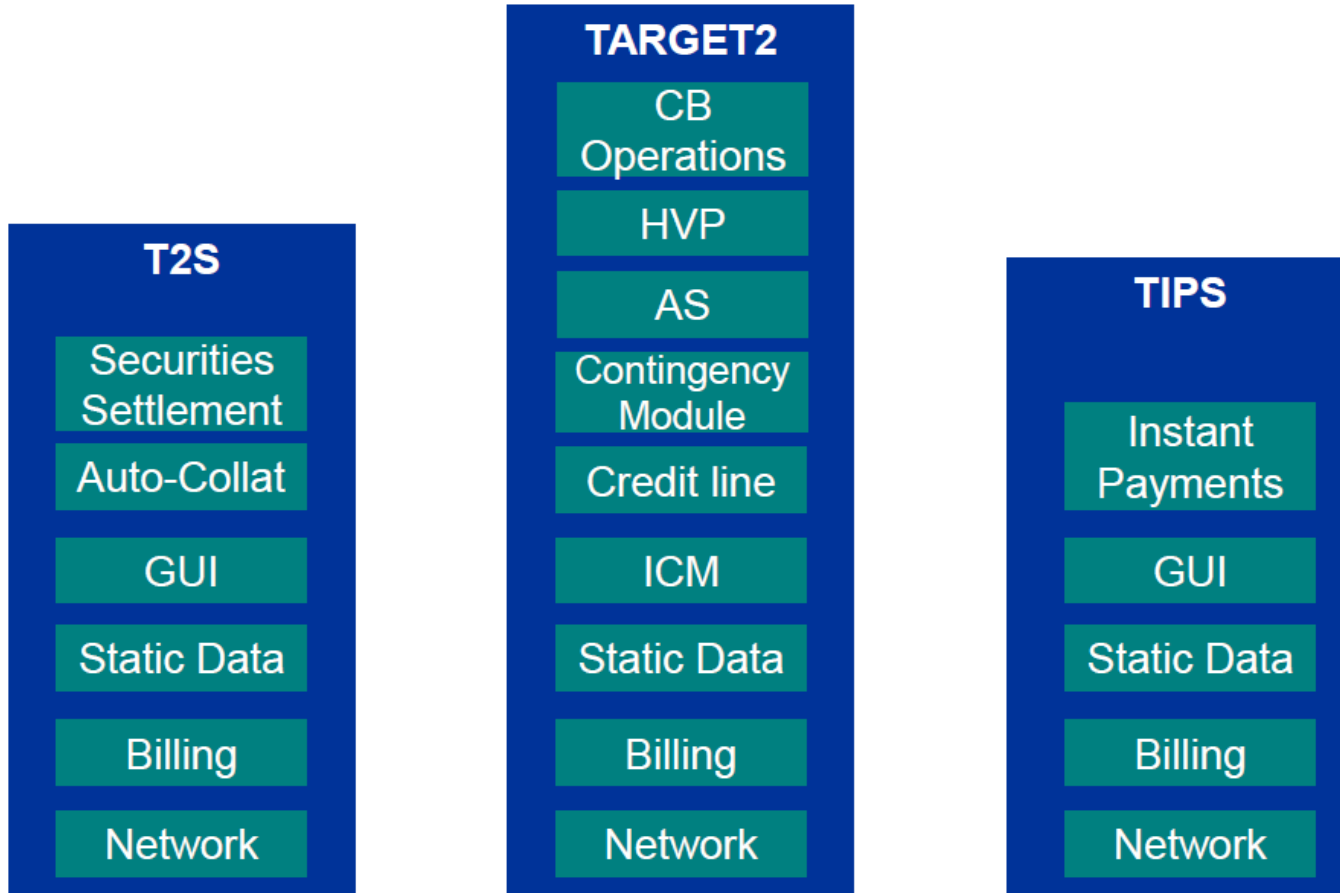 T2S
Securities
Settlement
Auto-Collat
GUI
Static Data
Billing
Network
TARGET2
CB
Operations
HVP
AS
Contingency
Module
Credit line
ICM
Static Data
Billing
Network
TIPS
Instant
Payments
GUI
Static Data
Billing
Network